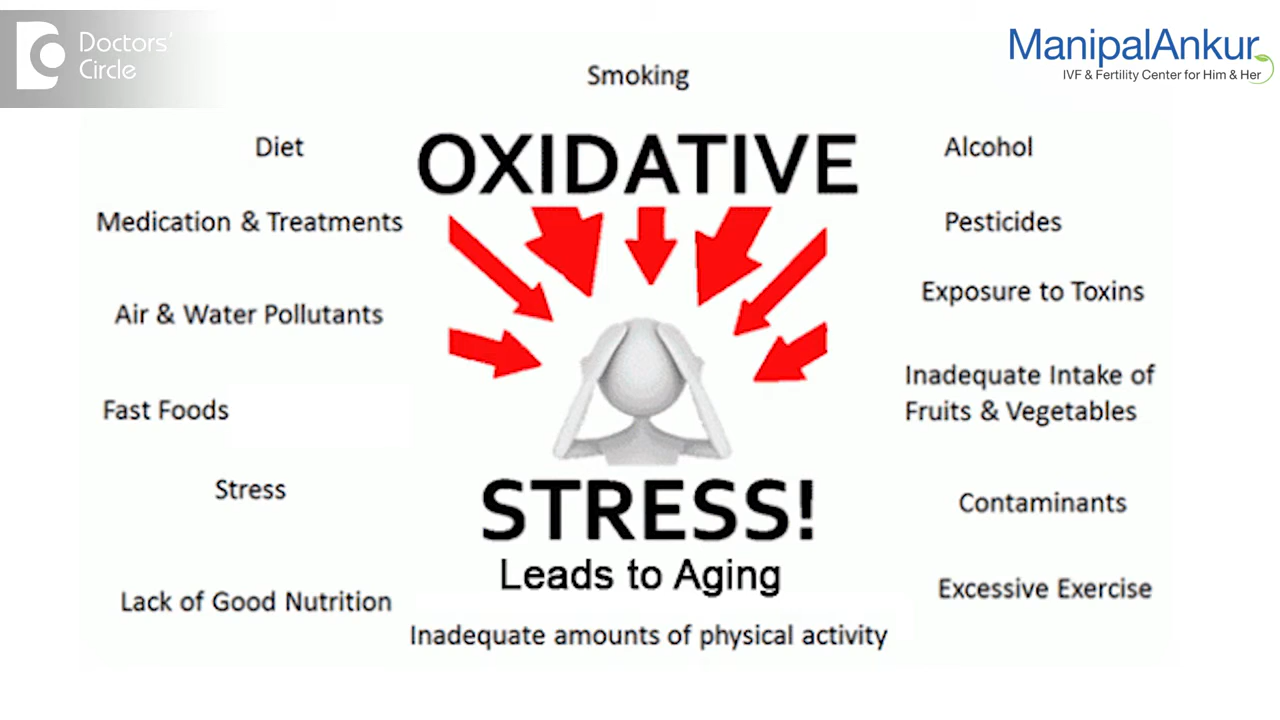 Doctors'
Circle
ManipalAnkur
IVF & Fertility Center for Him & Her
Smoking
OXIDATIVE
STRESS!
Leads to Aging
Diet
Medication & Treatments
Air & Water Pollutants
Fast Foods
Stress
Lack of Good Nutrition
Alcohol
Pesticides
Exposure to Toxins
Inadequate Intake of
Fruits & Vegetables
Contaminants
Excessive Exercise
Inadequate amounts of physical activity